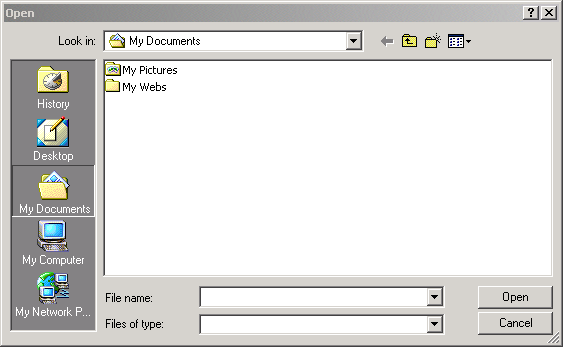 Open
Look in: My Documents
History
Desktop
My Documents
My Computer
My Network P...
My Pictures
My Webs
File name:
Open
Files of type:
Cancel